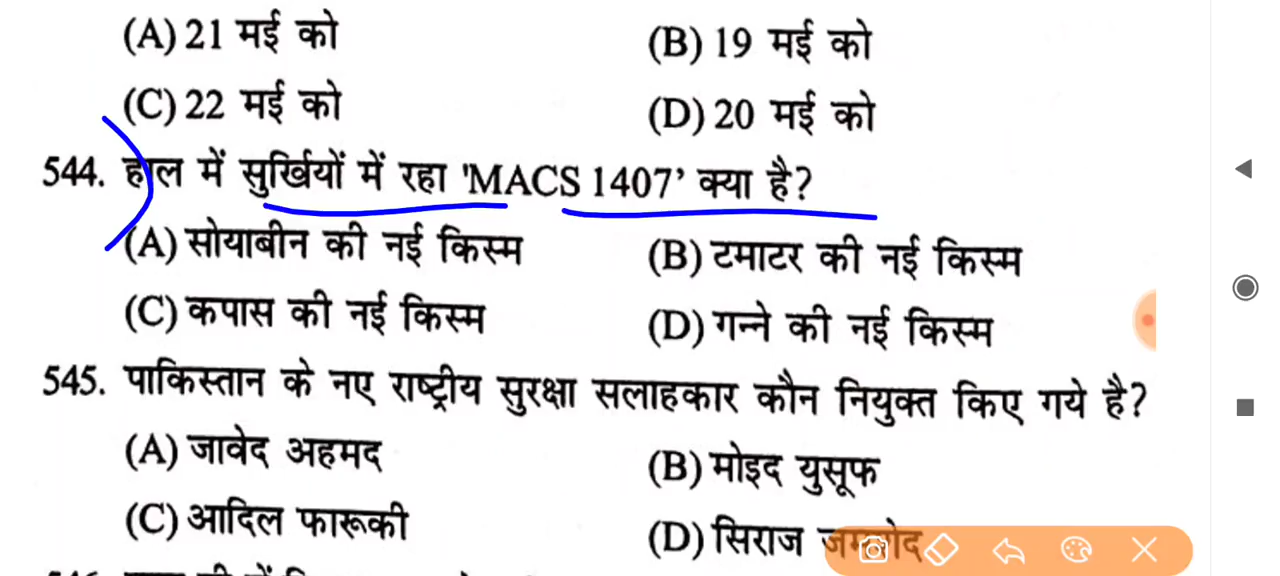 (A) 21 मई को (B) 19 मई को
(C) 22 मई को (D) 20 मई को
544. हाल में सुर्खियों में रहा 'MACS 1407’ क्या है?
(A) सोयाबीन की नई किस्म (B) टमाटर की नई किस्म
(C) कपास की नई किस्म (D) गन्ने की नई किस्म
545. पाकिस्तान के नए राष्ट्रीय सुरक्षा सलाहकार कौन नियुक्त किए गये है?
(A) जावेद अहमद (B) मोइद युसूफ
(C) आदिल फारूकी (D) सिराज